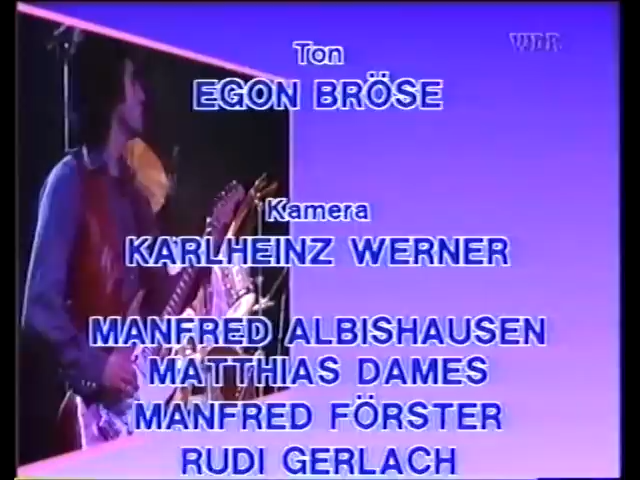 WDR
Ton
EGON BRÖSE
Kamera
KARLHEINZ WERNER
MANFRED ALBISHAUSEN
MATTHIAS DAMES
MANFRED FÖRSTER
RUDI GERLACH